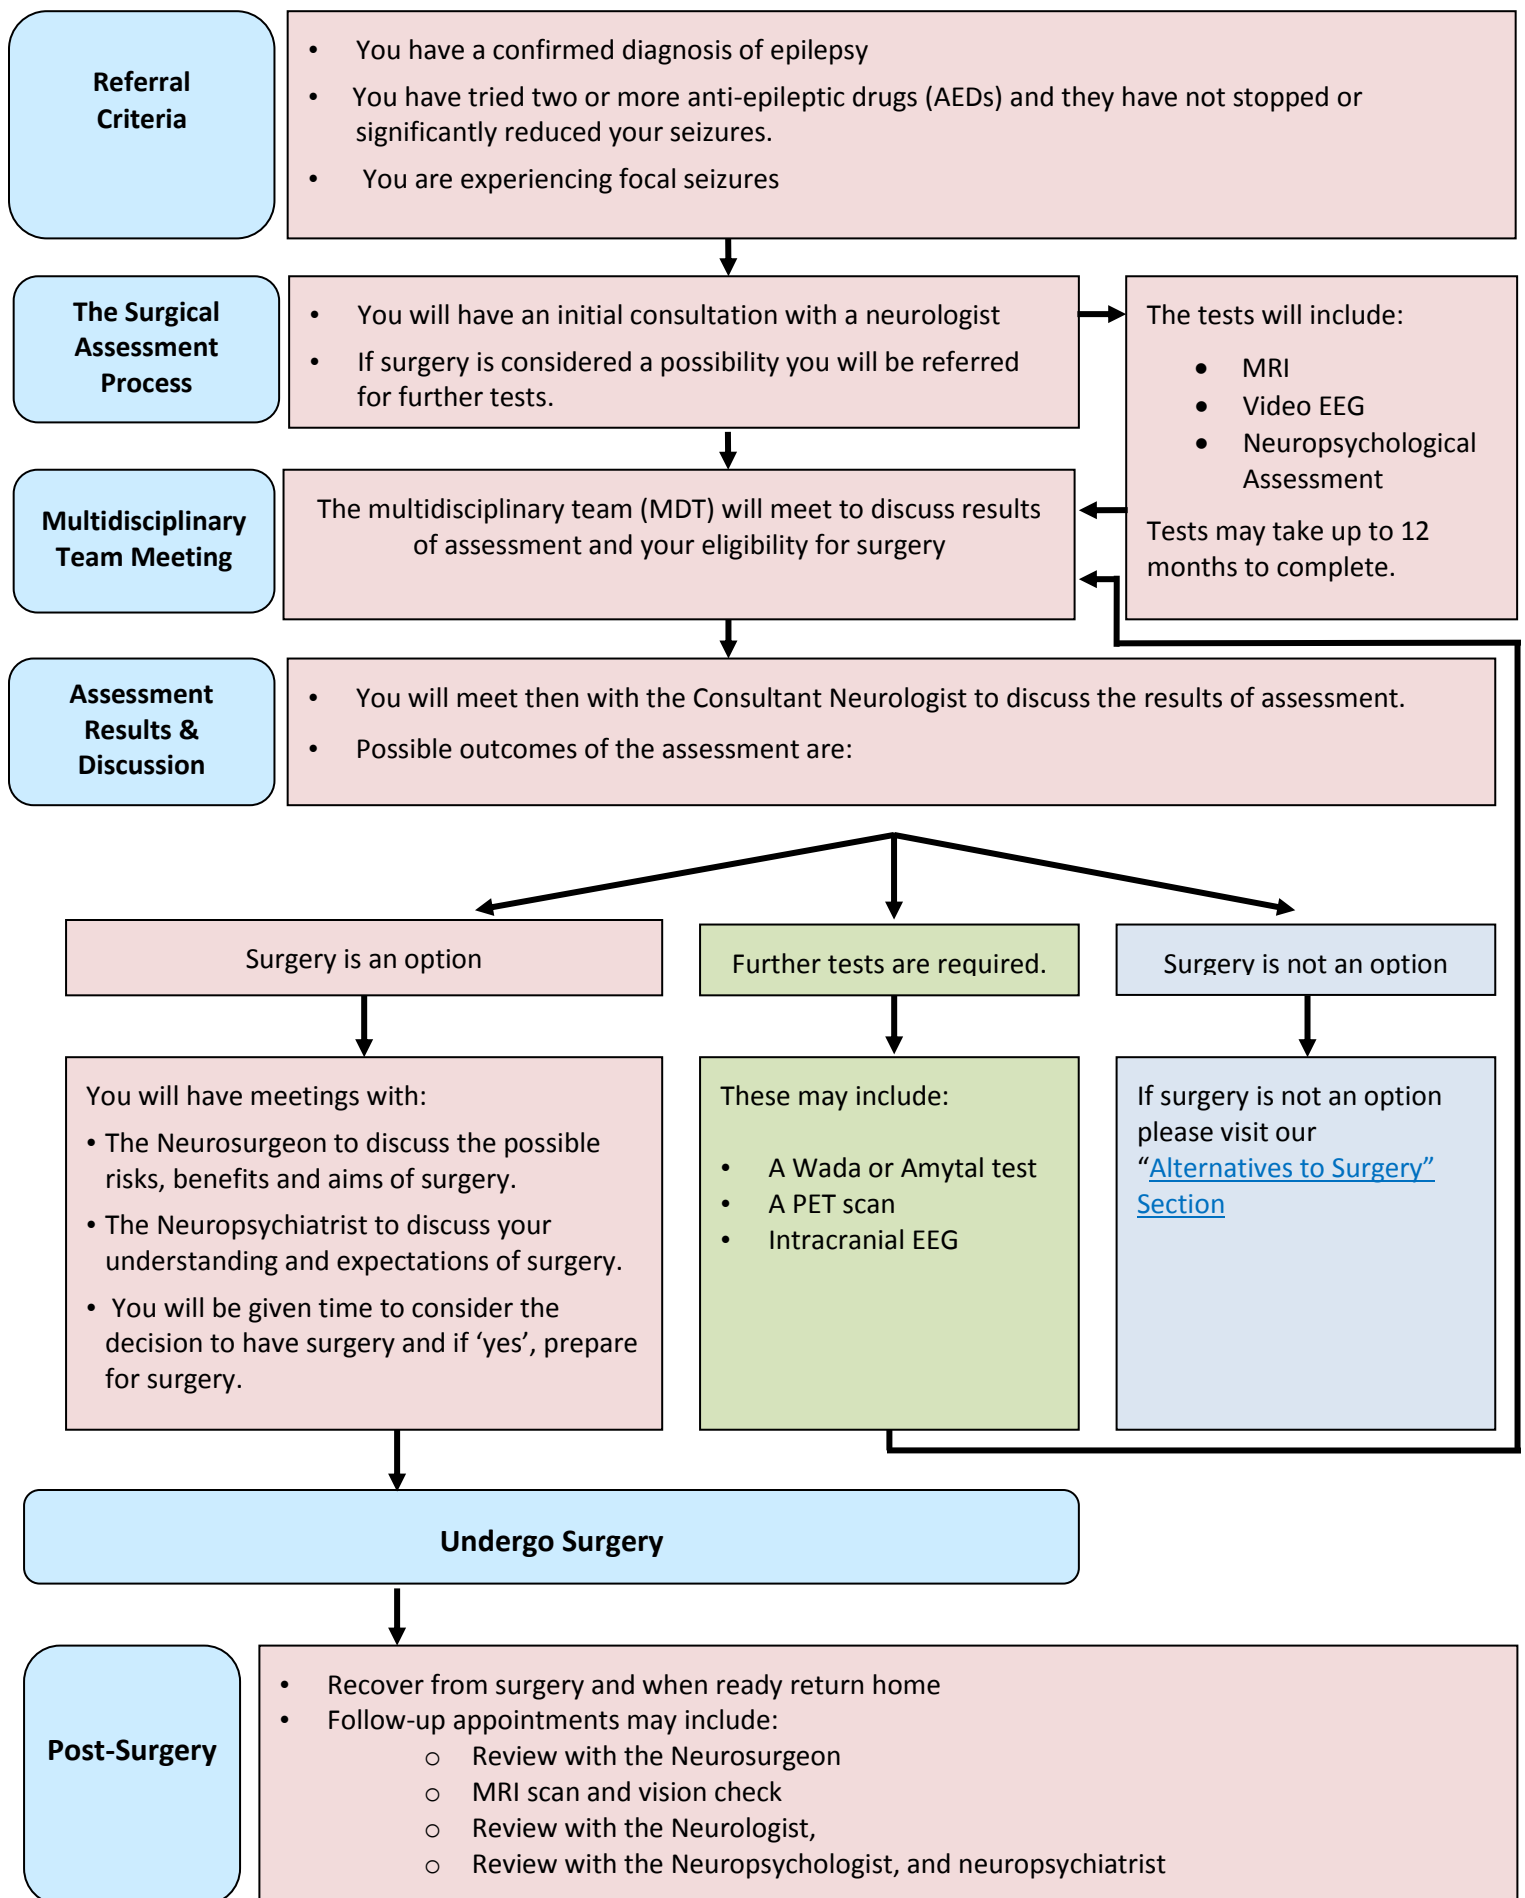 Referral
Criteria
• You have a confirmed diagnosis of epilepsy
• You have tried two or more anti-epileptic drugs (AEDs) and they have not stopped or
significantly reduced your seizures.
• You are experiencing focal seizures
The Surgical
Assessment
Process
• You will have an initial consultation with a neurologist
• If surgery is considered a possibility you will be referred
for further tests.
The tests will include:
• MRI
• Video EEG
• Neuropsychological
Assessment
Tests may take up to 12
months to complete.
Multidisciplinary
Team Meeting
The multidisciplinary team (MDT) will meet to discuss results
of assessment and your eligibility for surgery
Assessment
Results &
Discussion
• You will meet then with the Consultant Neurologist to discuss the results of assessment.
• Possible outcomes of the assessment are:
Surgery is an option
Further tests are required.
Surgery is not an option
You will have meetings with:
• The Neurosurgeon to discuss the possible
risks, benefits and aims of surgery.
• The Neuropsychiatrist to discuss your
understanding and expectations of surgery.
• You will be given time to consider the
decision to have surgery and if ‘yes’, prepare
for surgery.
These may include:
• A Wada or Amytal test
• A PET scan
• Intracranial EEG
If surgery is not an option
please visit our
“Alternatives to Surgery”
Section
Undergo Surgery
Post-Surgery
• Recover from surgery and when ready return home
• Follow-up appointments may include:
o Review with the Neurosurgeon
o MRI scan and vision check
o Review with the Neurologist,
o Review with the Neuropsychologist, and neuropsychiatrist